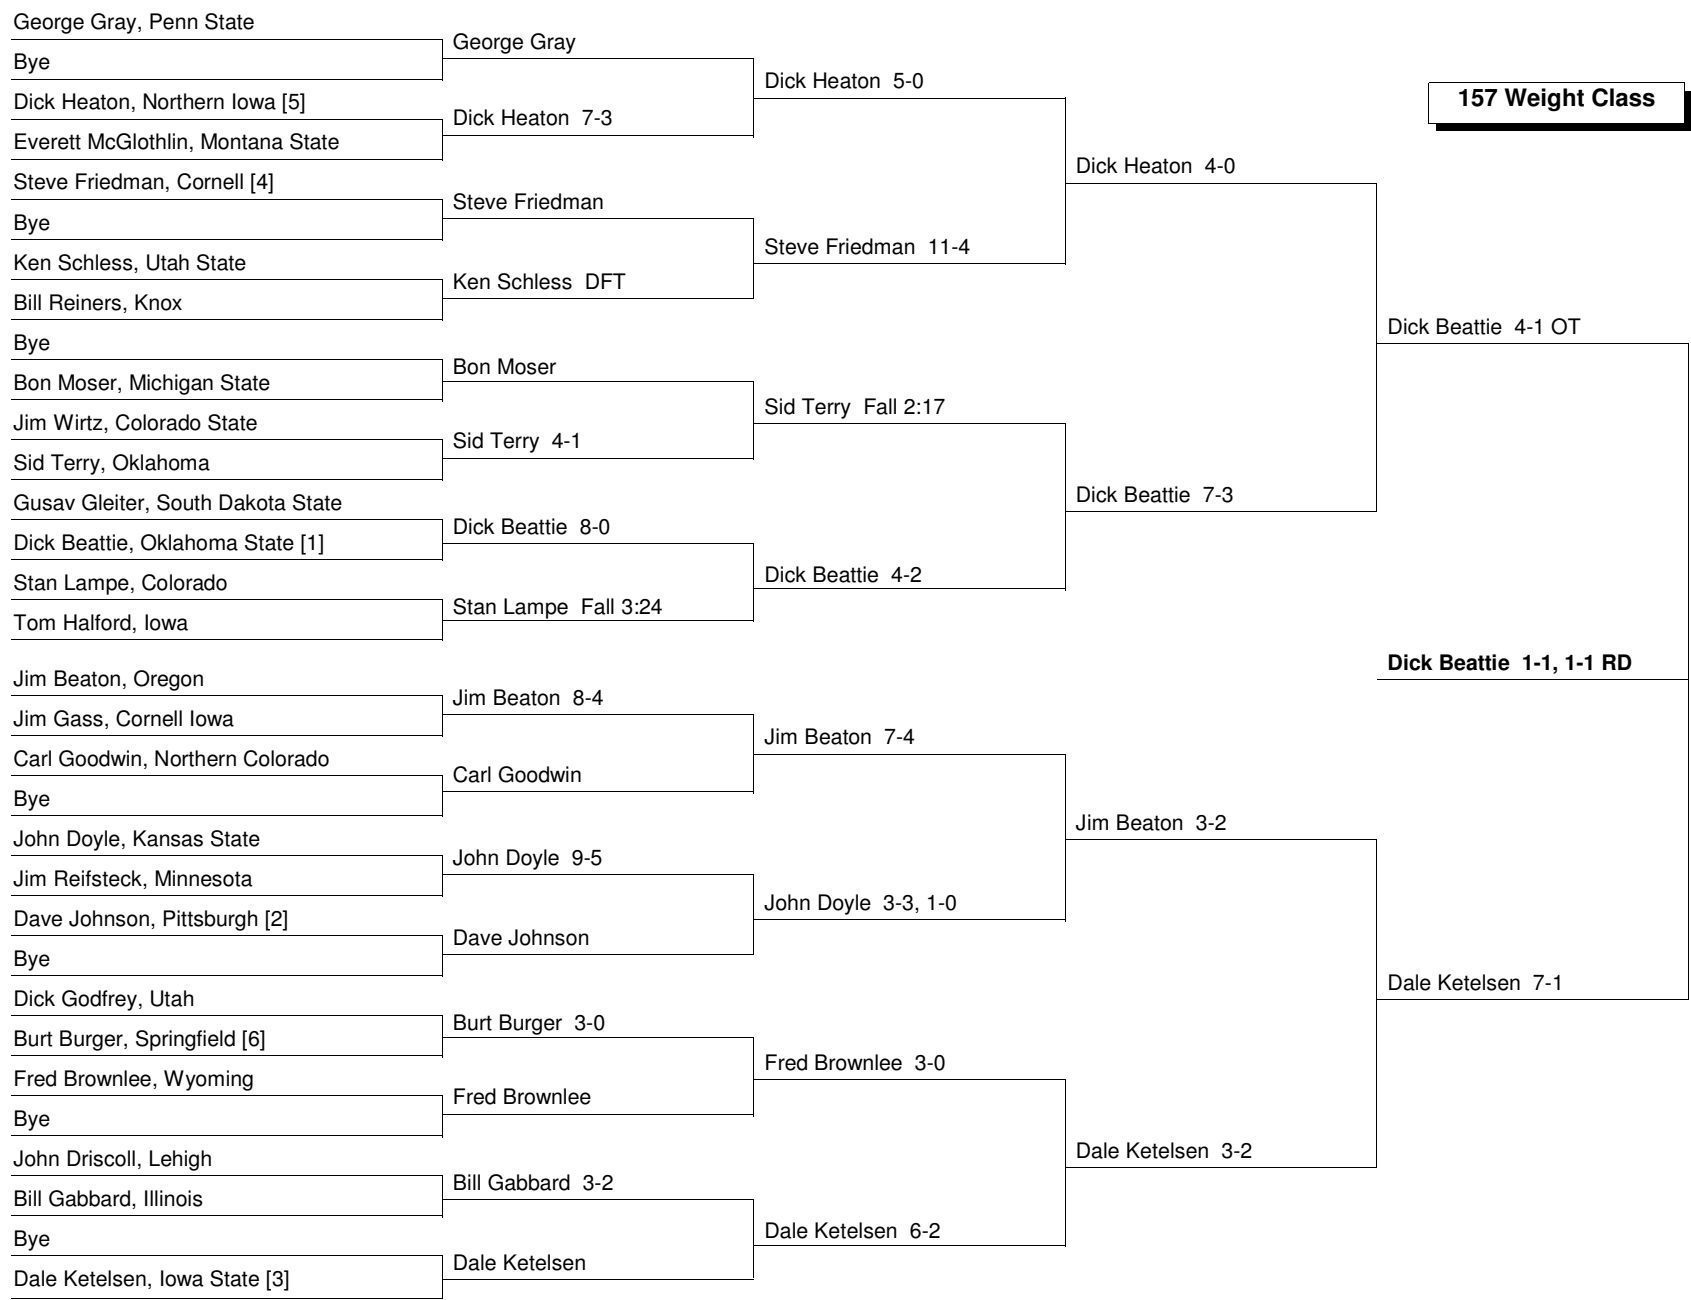 George Gray, Penn State
Bye
Dick Heaton, Northern Iowa [5]
Everett McGlothlin, Montana State
Steve Friedman, Cornell [4]
Bye
Ken Schless, Utah State
Bill Reiners, Knox
Bye
Bon Moser, Michigan State
Jim Wirtz, Colorado State
Sid Terry, Oklahoma
Gusav Gleiter, South Dakota State
Dick Beattie, Oklahoma State [1]
Stan Lampe, Colorado
Tom Halford, Iowa
Jim Beaton, Oregon
Jim Gass, Cornell Iowa
Carl Goodwin, Northern Colorado
Bye
John Doyle, Kansas State
Jim Reifsteck, Minnesota
Dave Johnson, Pittsburgh [2]
Bye
Dick Godfrey, Utah
Burt Burger, Springfield [6]
Fred Brownlee, Wyoming
Bye
John Driscoll, Lehigh
Bill Gabbard, Illinois
Bye
Dale Ketelsen, Iowa State [3]
George Gray
Dick Heaton 7-3
Steve Friedman
Ken Schless DFT
Bon Moser
Sid Terry 4-1
Dick Beattie 8-0
Stan Lampe Fall 3:24
Jim Beaton 8-4
Carl Goodwin
John Doyle 9-5
Dave Johnson
Burt Burger 3-0
Fred Brownlee
Bill Gabbard 3-2
Dale Ketelsen
Dick Heaton 5-0
Steve Friedman 11-4
Sid Terry Fall 2:17
Dick Beattie 4-2
Jim Beaton 7-4
John Doyle 3-3, 1-0
Fred Brownlee 3-0
Dale Ketelsen 6-2
Dick Heaton 4-0
Dick Beattie 7-3
Jim Beaton 3-2
Dale Ketelsen 3-2
157 Weight Class
Dick Beattie 4-1 OT
Dick Beattie 1-1, 1-1 RD
Dale Ketelsen 7-1